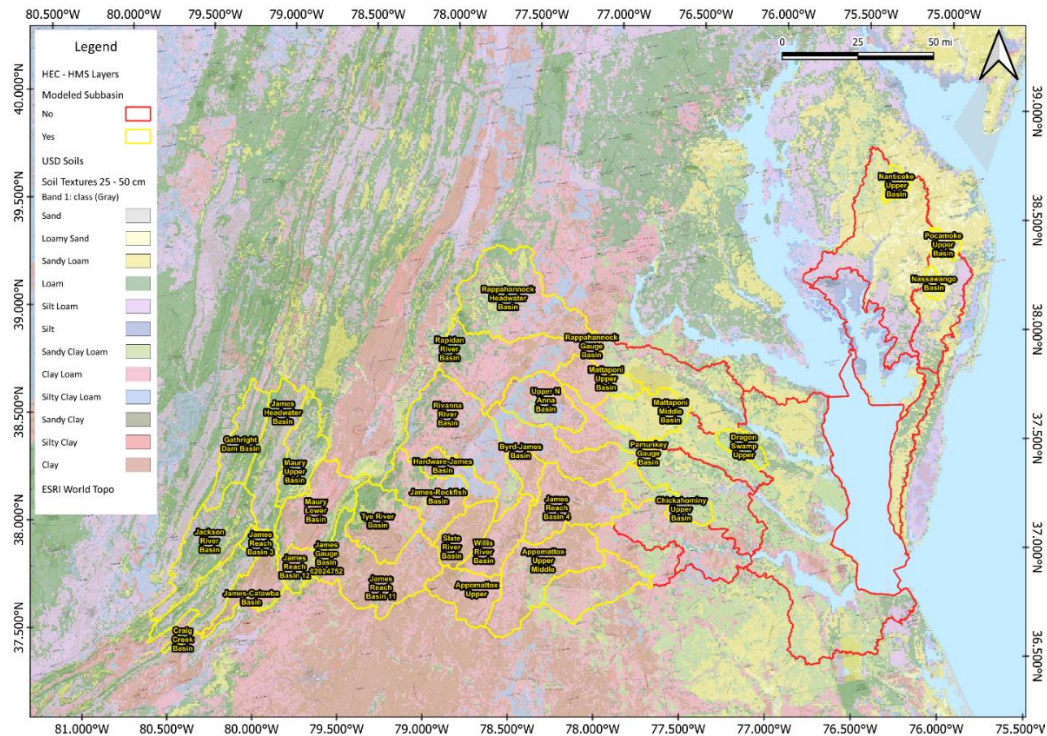 80.500°W 80.000°W 79.500°W 79.000°W 78.500°W 78.000°W 77.500°W 77.000°W 76.500°W 76.000°W 75.500°W 75.000°W
40.000°N
39.500°N
39.000°N
38.500°N
38.000°N
37.500°N
Legend
HEC - HMS Layers
Modeled Subbasin
No
Yes
USD Soils
Soil Textures 25 - 50 cm
Band 1: class (Gray)
Sand
Loamy Sand
Sandy Loam
Loam
Silt Loam
Silt
Sandy Clay Loam
Clay Loam
Silty Clay Loam
Sandy Clay
Silty Clay
Clay
ESRI World Topo
0 25 50 mi
Nanticoke
Upper
Basin
Pocamoke
Upper
Basin
Nassawango
Basin
Rappahannock
Headwater
Basin
Rapidan
River
Basin
Rappahannock
Gauge
Basin
Mattaponi
Upper
Basin
Upper N
Anna
Basin
Mattaponi
Middle
Basin
Rivanna
River
Basin
James
Headwater
Basin
Gathright
Dam Basin
Dragon
Swamp
Upper
Pamunkey
Gauge
Basin
Byrd-James
Basin
Hardware-James
Basin
Maury
Upper
Basin
James-Rockfish
Basin
Maury
Lower
Basin
Tye River
Basin
James
Reach
Basin 4
Chickahominy
Upper
Basin
Jackson
River
Basin
James
Reach
Basin 3
James
Reach
Basin 12
James
Gauge
Basin
02024752
Slate
River
Basin
Willis
River
Basin
Appomattox
Upper
Middle
James
Reach
Basin 11
Appomattox
Upper
James-Catawba
Basin
Craig
Creek
Basin
39.000°N
38.500°N
38.000°N
37.500°N
37.000°N
36.500°N
81.000°W 80.500°W 80.000°W 79.500°W 79.000°W 78.500°W 78.000°W 77.500°W 77.000°W 76.500°W 76.000°W 75.500°W